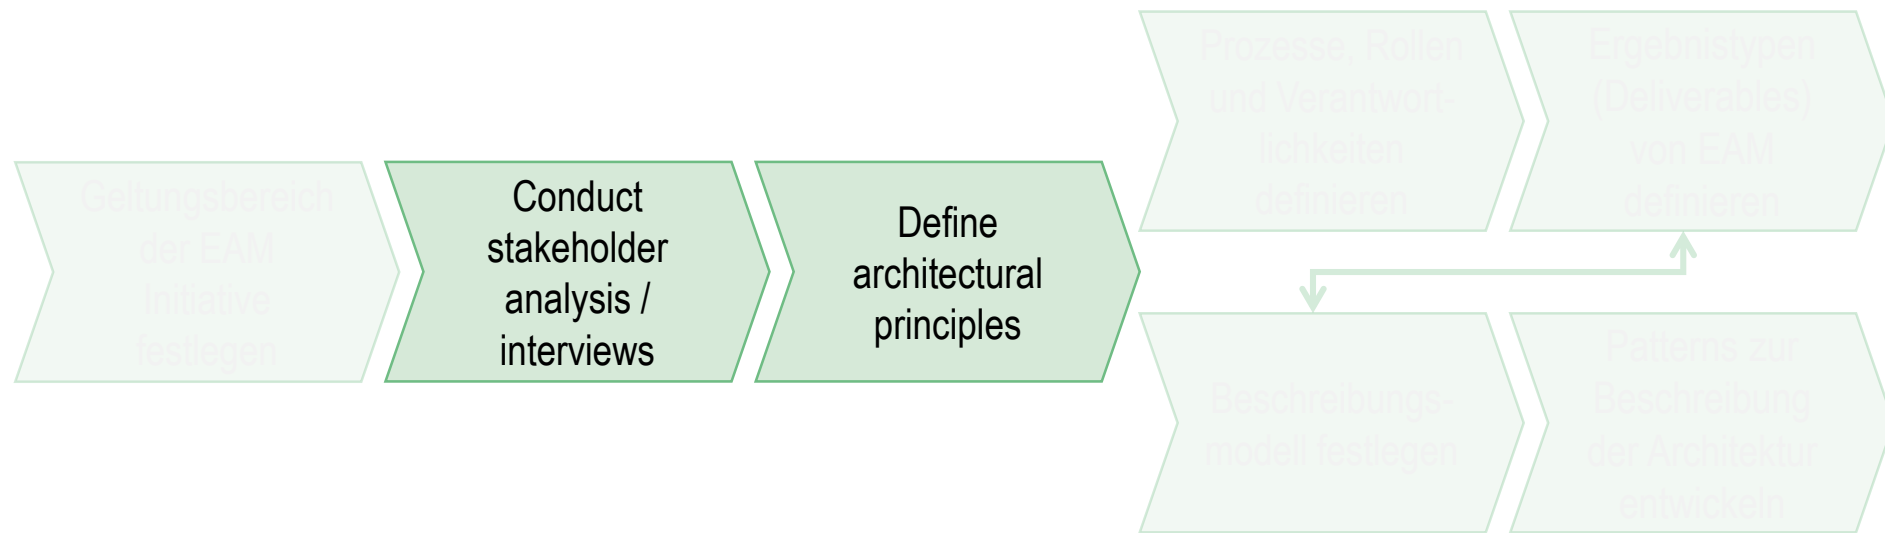 Geltungsbereich
der EAM
Initiative
festlegen
Conduct
stakeholder
analysis /
interviews
Define
architectural
principles
Prozesse, Rollen
und Verantwort-
lichkeiten
definieren
Ergebnistypen
(Deliverables)
von EAM
definieren
Beschreibungs-
modell festlegen
Patterns zur
Beschreibung
der Architektur
entwickeln